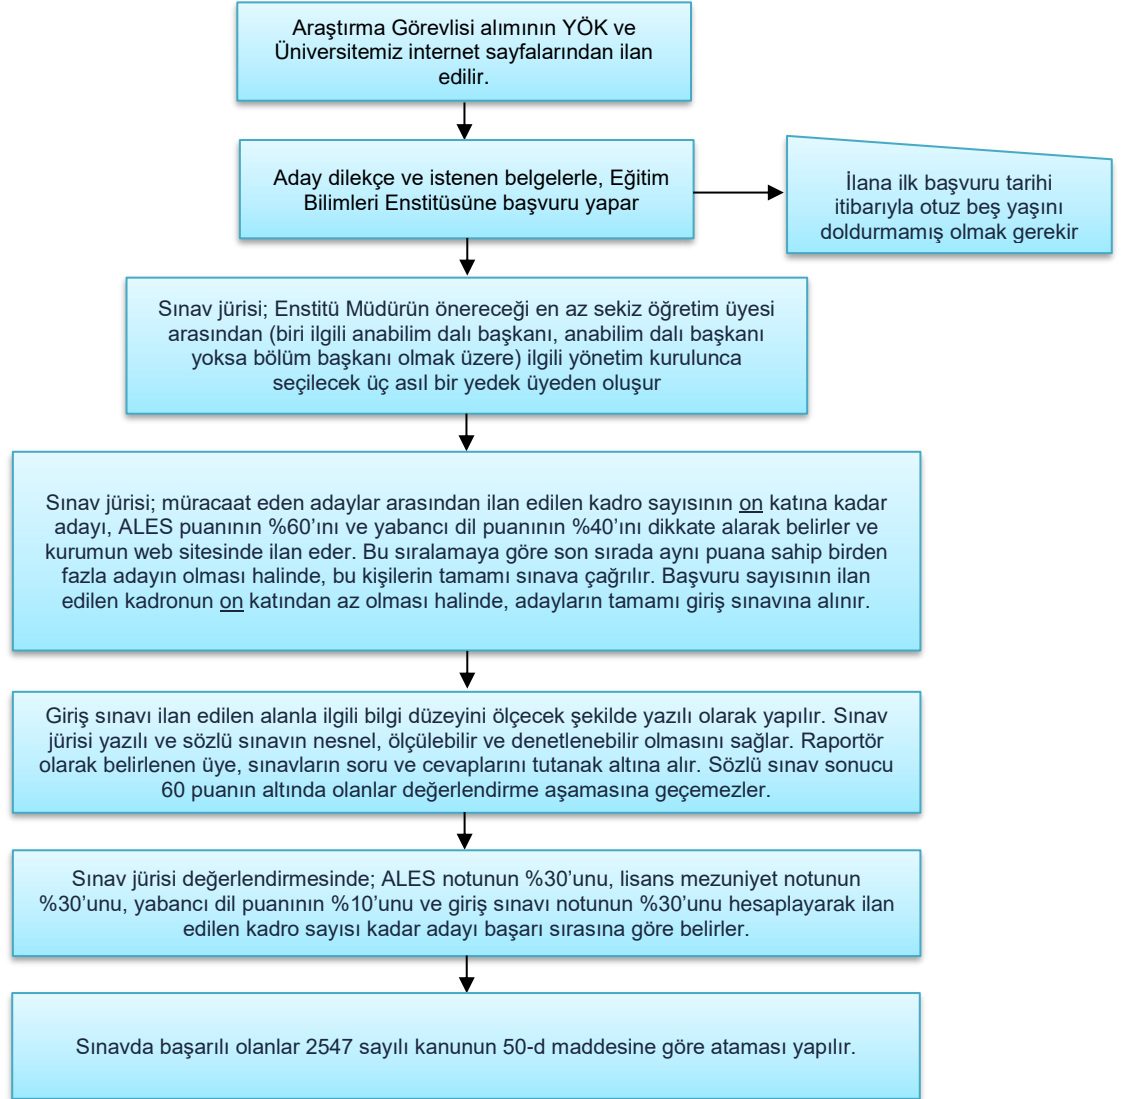 Araştırma Görevlisi alımının YÖK ve
Üniversitemiz internet sayfalarından ilan
edilir.
Aday dilekçe ve istenen belgelerle, Eğitim
Bilimleri Enstitüsüne başvuru yapar
İlana ilk başvuru tarihi
itibarıyla otuz beş yaşını
doldurmamış olmak gerekir
Sınav jürisi; Enstitü Müdürün önereceği en az sekiz öğretim üyesi
arasından (biri ilgili anabilim dalı başkanı, anabilim dalı başkanı
yoksa bölüm başkanı olmak üzere) ilgili yönetim kurulunca
seçilecek üç asıl bir yedek üyeden oluşur
Sınav jürisi; müracaat eden adaylar arasından ilan edilen kadro sayısının on katına kadar
adayı, ALES puanının %60’ını ve yabancı dil puanının %40’ını dikkate alarak belirler ve
kurumun web sitesinde ilan eder. Bu sıralamaya göre son sırada aynı puana sahip birden
fazla adayın olması halinde, bu kişilerin tamamı sınava çağrılır. Başvuru sayısının ilan
edilen kadronun on katından az olması halinde, adayların tamamı giriş sınavına alınır.
Giriş sınavı ilan edilen alanla ilgili bilgi düzeyini ölçecek şekilde yazılı olarak yapılır. Sınav
jürisi yazılı ve sözlü sınavın nesnel, ölçülebilir ve denetlenebilir olmasını sağlar. Raportör
olarak belirlenen üye, sınavların soru ve cevaplarını tutanak altına alır. Sözlü sınav sonucu
60 puanın altında olanlar değerlendirme aşamasına geçemezler.
Sınav jürisi değerlendirmesinde; ALES notunun %30’unu, lisans mezuniyet notunun
%30’unu, yabancı dil puanının %10’unu ve giriş sınavı notunun %30’unu hesaplayarak ilan
edilen kadro sayısı kadar adayı başarı sırasına göre belirler.
Sınavda başarılı olanlar 2547 sayılı kanunun 50-d maddesine göre ataması yapılır.